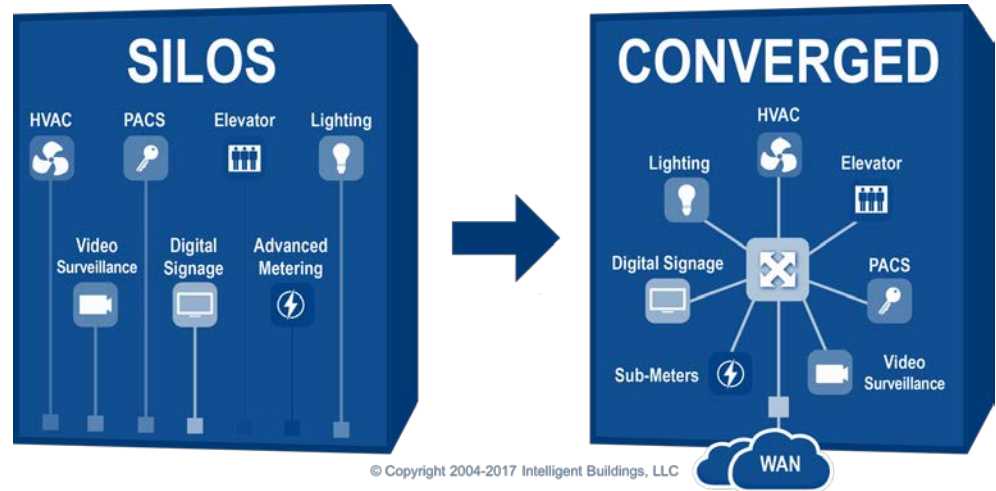 SILOS
HVAC
PACS
Elevator
Lighting
Video
Surveillance
Digital
Signage
Advanced
Metering
CONVERGED
HVAC
Lighting
Elevator
Digital Signage
PACS
Sub-Meters
Video
Surveillance
WAN
© Copyright 2004-2017 Intelligent Buildings, LLC